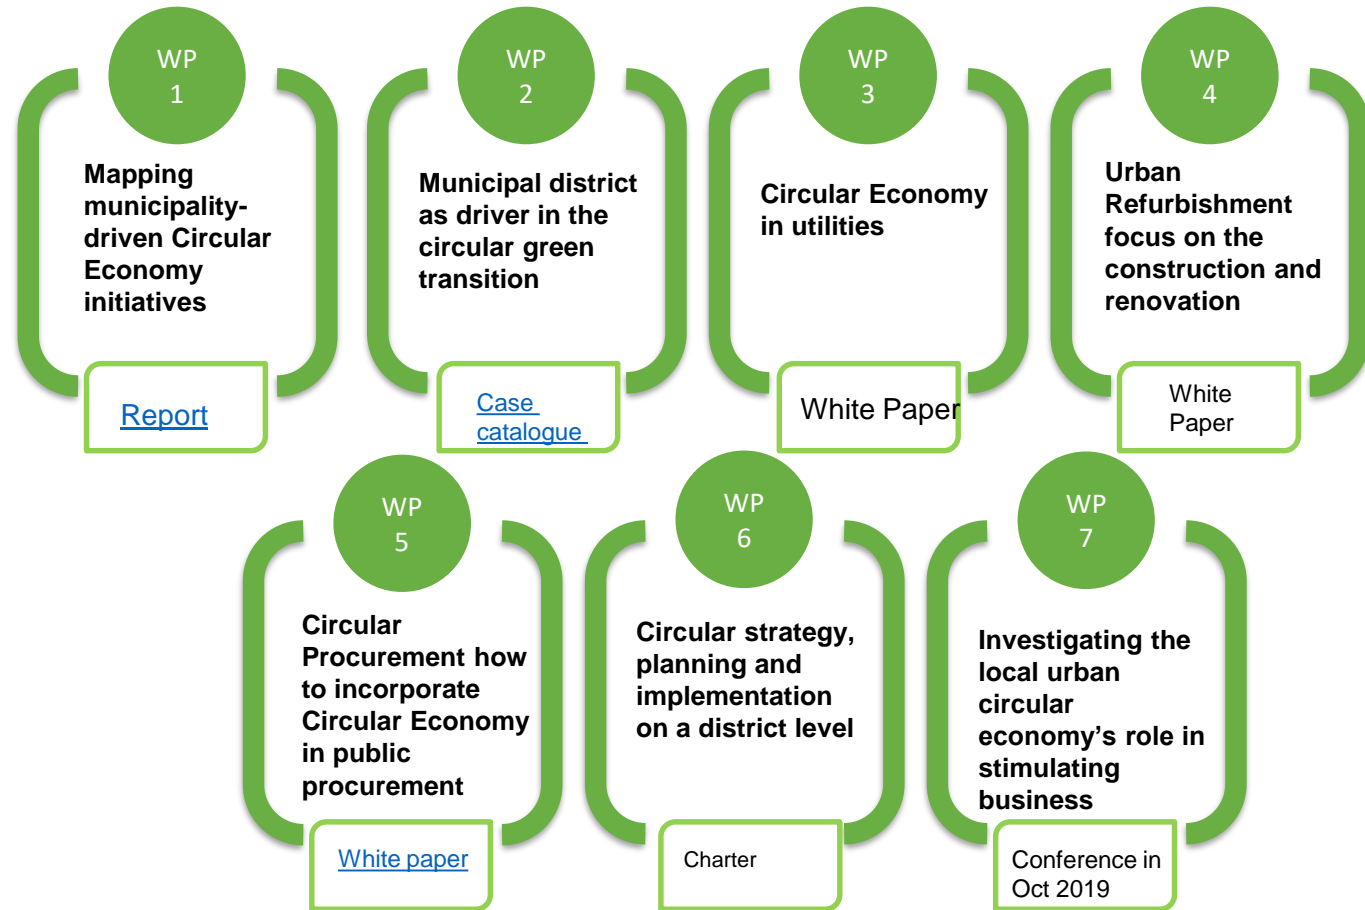 WP
1
Mapping
municipality-
driven Circular
Economy
initiatives
Report
WP
2
Municipal district
as driver in the
circular green
transition
Case
catalogue
WP
3
Circular Economy
in utilities
White Paper
WP
4
Urban
Refurbishment
focus on the
construction and
renovation
White
Paper
WP
5
Circular
Procurement how
to incorporate
Circular Economy
in public
procurement
White paper
WP
6
Circular strategy,
planning and
implementation
on a district level
Charter
WP
7
Investigating the
local urban
circular
economy’s role in
stimulating
business
Conference in
Oct 2019